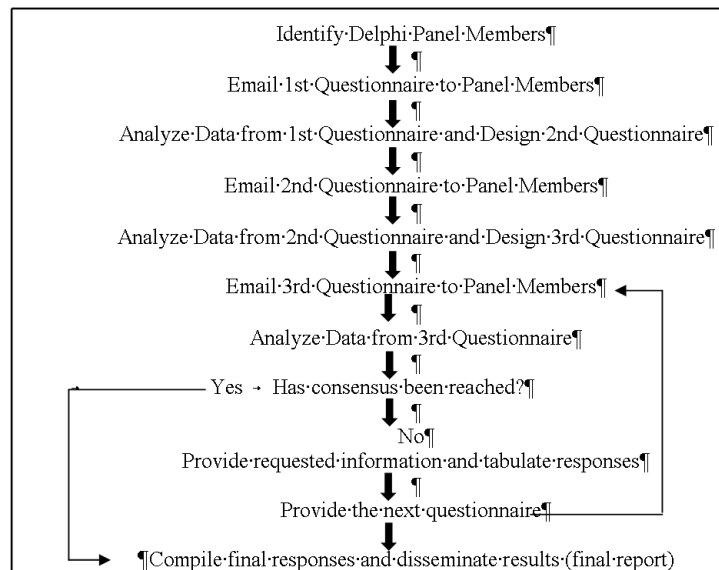 Identify·Delphi·Panel·Members¶
¶
Email·1st·Questionnaire·to·Panel·Members¶
¶
Analyze·Data·from·1st·Questionnaire·and·Design·2nd·Questionnaire¶
¶
Email·2nd·Questionnaire·to·Panel·Members¶
¶
Analyze·Data·from·2nd·Questionnaire·and·Design·3rd·Questionnaire¶
¶
Email·3rd·Questionnaire·to·Panel·Members¶
¶
Analyze·Data·from·3rd·Questionnaire¶
¶
Yes → Has·consensus·been·reached?¶
¶
No¶
Provide·requested·information·and·tabulate·responses¶
¶
Provide·the·next·questionnaire¶
¶Compile·final·responses·and·disseminate·results·(final·report)